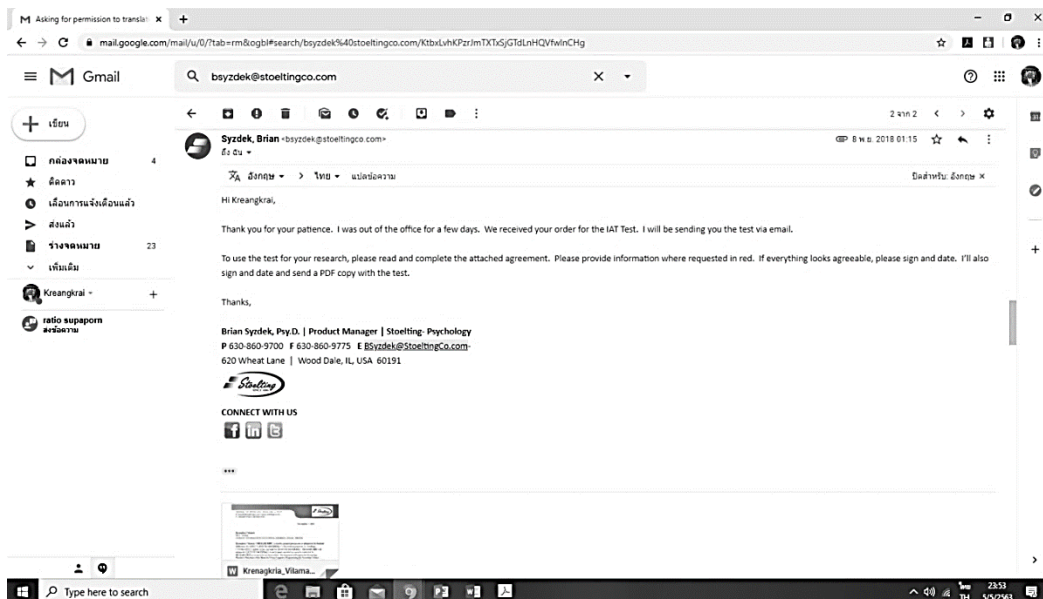 Asking for permission to translat
mail.google.com/mail/u/0/?tab=rm&ogbl#search/bsyzdek%40stoeltingco.com/KtbxLvhKPzrJmTXTxSjGTdLnHQVfwlnCHg
Gmail
bsyzdek@stoeltingco.com
เขียน
กล่องจดหมาย 4
ติดดาว
เลื่อนการแจ้งเตือนแล้ว
ส่งแล้ว
ร่างจดหมาย 23
เพิ่มเติม
Kreangkrai
ratio supaporn
ส่งข้อความ
2 จาก 2
Syzdek, Brian <bsyzdek@stoeltingco.com>
8 พ.ย. 2018 01:15
ถึง ฉัน
อังกฤษ > ไทย แปลข้อความ
ปิดสำหรับ: อังกฤษ ×
Hi Kreangkrai,
Thank you for your patience. I was out of the office for a few days. We received your order for the IAT Test. I will be sending you the test via email.
To use the test for your research, please read and complete the attached agreement. Please provide information where requested in red. If everything looks agreeable, please sign and date. I'll also
sign and date and send a PDF copy with the test.
Thanks,
Brian Syzdek, Psy.D. | Product Manager | Stoelting- Psychology
P 630-860-9700 F 630-860-9775 E BSyzdek@StoeltingCo.com-
620 Wheat Lane | Wood Dale, IL, USA 60191
Stoelting
CONNECT WITH US
Krenagkria_Vilama...
Type here to search
ไทย
TH
23:53
5/5/2563